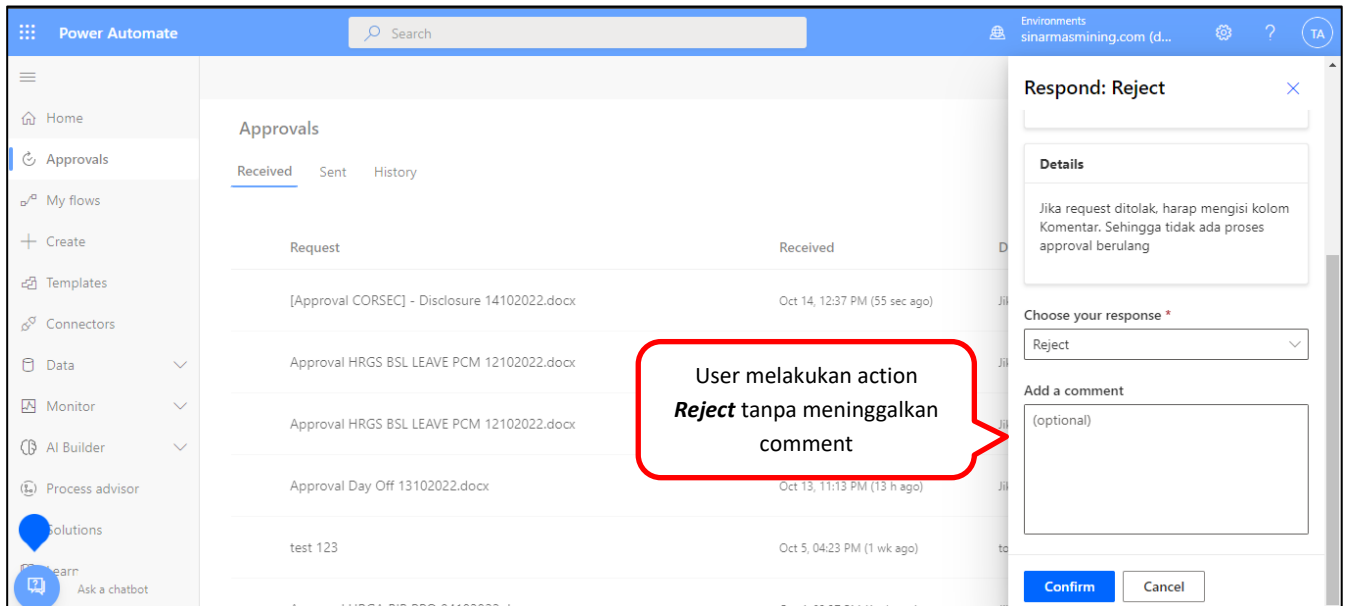 Power Automate
Search
Environments
sinarmasmining.com (d...
?
TA
Home
Approvals
My flows
Create
Templates
Connectors
Data
Monitor
AI Builder
Process advisor
Solutions
Ask a chatbot
Approvals
Received Sent History
Request Received
[Approval CORSEC] - Disclosure 14102022.docx Oct 14, 12:37 PM (55 sec ago)
Approval HRGS BSL LEAVE PCM 12102022.docx
Approval HRGS BSL LEAVE PCM 12102022.docx
Approval Day Off 13102022.docx Oct 13, 11:13 PM (13 h ago)
test 123 Oct 5, 04:23 PM (1 wk ago)
User melakukan action
Reject tanpa meninggalkan
comment
Respond: Reject
Details
Jika request ditolak, harap mengisi kolom
Komentar. Sehingga tidak ada proses
approval berulang
Choose your response *
Reject
Add a comment
(optional)
Confirm Cancel